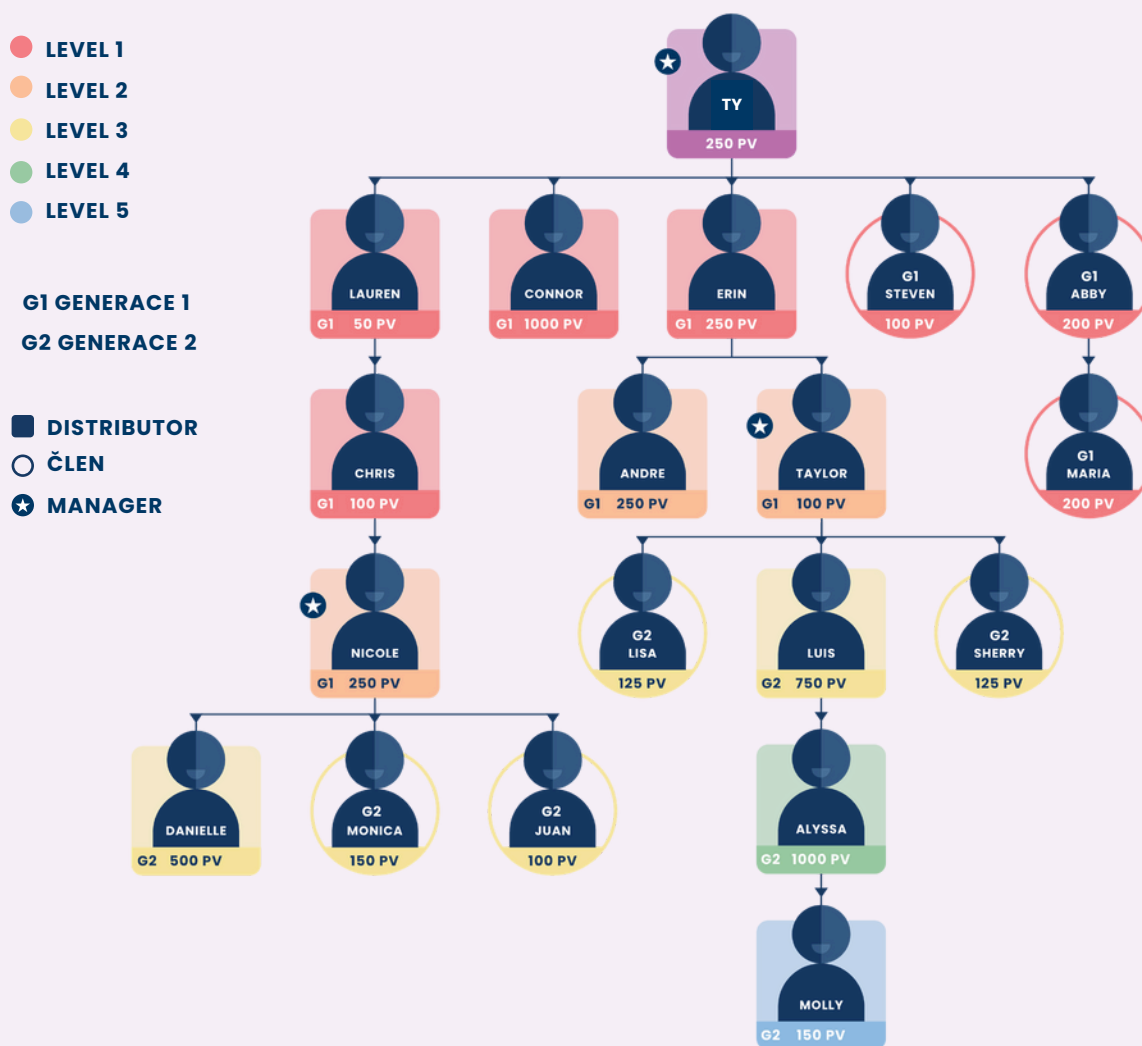 LEVEL 1
LEVEL 2
LEVEL 3
LEVEL 4
LEVEL 5
G1 GENERACE 1
G2 GENERACE 2
DISTRIBUTOR
ČLEN
MANAGER
TY
250 PV
LAUREN
G1 50 PV
CONNOR
G1 1000 PV
ERIN
G1 250 PV
G1
STEVEN
100 PV
G1
ABBY
200 PV
CHRIS
G1 100 PV
ANDRE
G1 250 PV
TAYLOR
G1 100 PV
G1
MARIA
200 PV
NICOLE
G1 250 PV
G2
LISA
125 PV
LUIS
G2 750 PV
G2
SHERRY
125 PV
DANIELLE
G2 500 PV
G2
MONICA
150 PV
G2
JUAN
100 PV
ALYSSA
G2 1000 PV
MOLLY
G2 150 PV